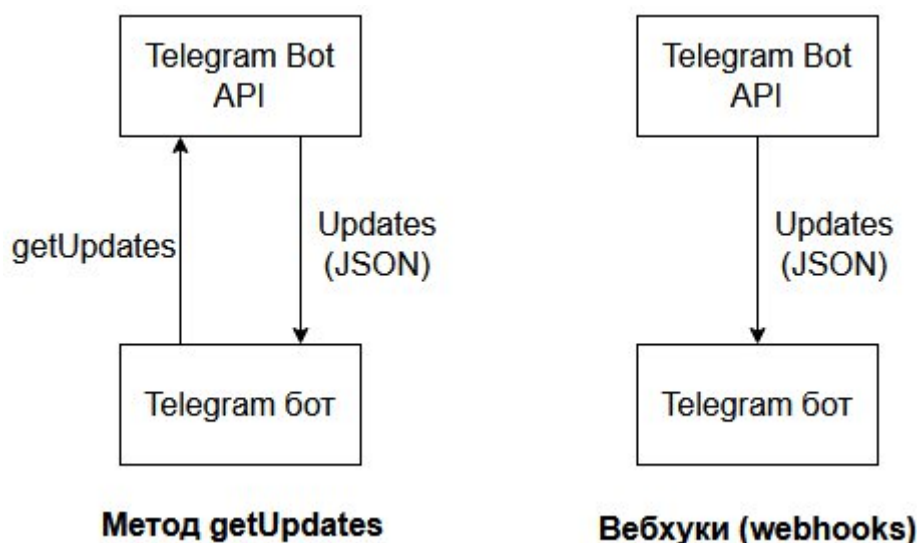 Telegram Bot
API
getUpdates
Updates
(JSON)
Telegram бот
Метод getUpdates
Telegram Bot
API
Updates
(JSON)
Telegram бот
Вебхуки (webhooks)